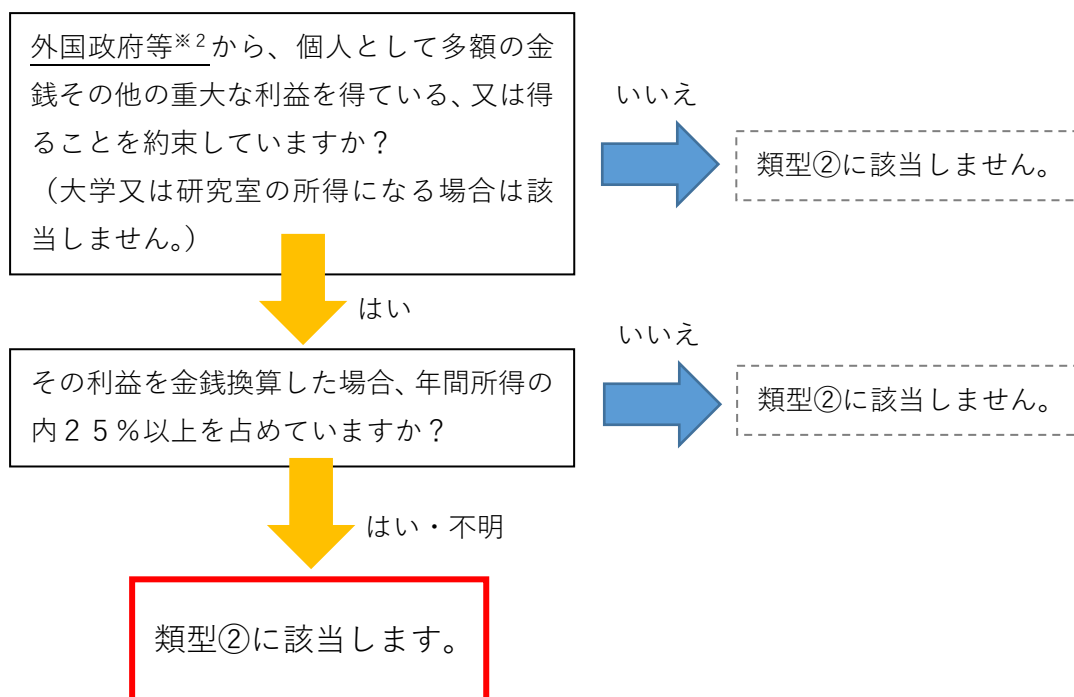 外国政府等※2から、個人として多額の金
銭その他の重大な利益を得ている、又は得
ることを約束していますか？
（大学又は研究室の所得になる場合は該
当しません。）
いいえ
類型②に該当しません。
はい
その利益を金銭換算した場合、年間所得の
内２５％以上を占めていますか？
いいえ
類型②に該当しません。
はい・不明
類型②に該当します。